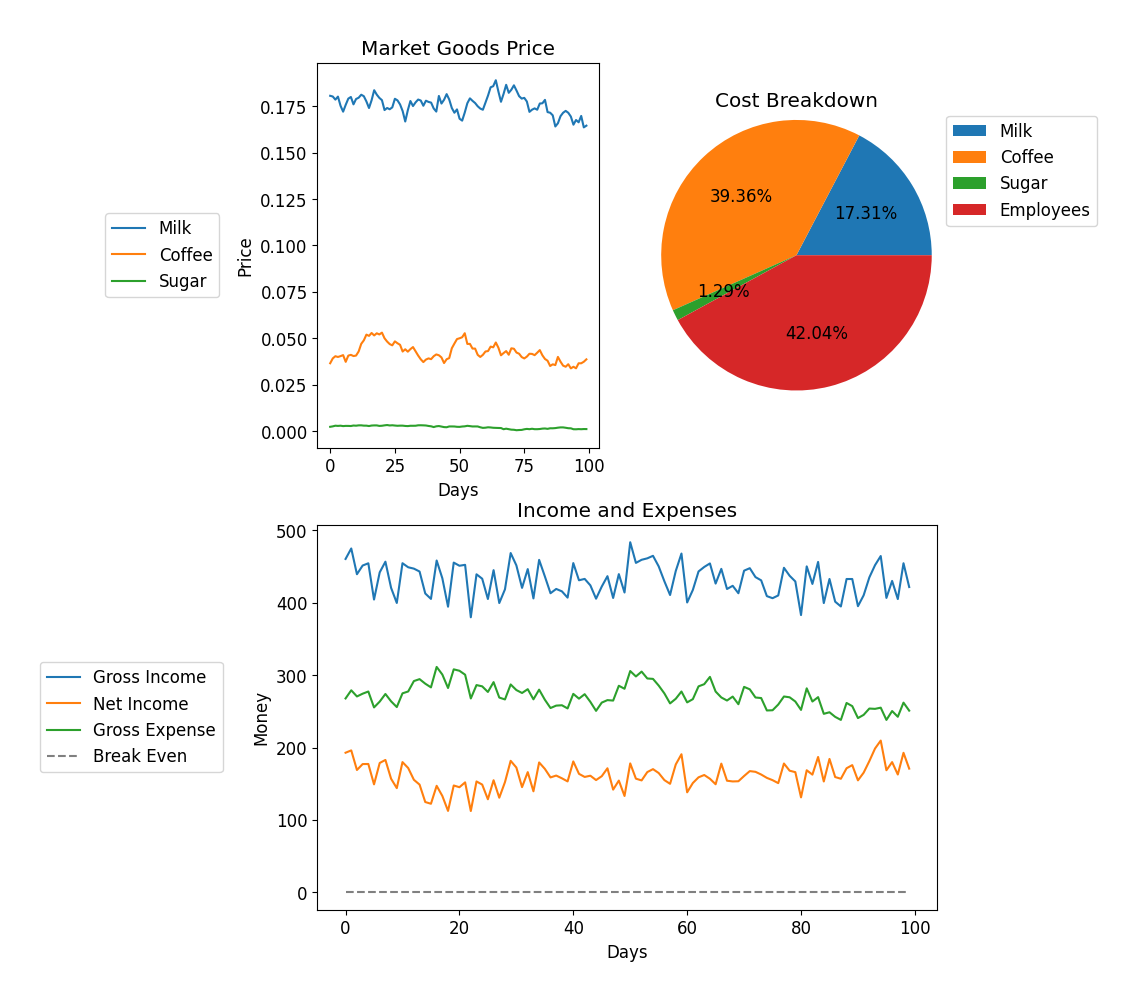 Market Goods Price
0.175
0.150
0.125
0.100
0.075
0.050
0.025
0.000
Price
0 25 50 75 100
Days
Milk
Coffee
Sugar
Cost Breakdown
39.36%
17.31%
1.29%
42.04%
Milk
Coffee
Sugar
Employees
Income and Expenses
500
400
300
200
100
0
Money
0 20 40 60 80 100
Days
Gross Income
Net Income
Gross Expense
Break Even